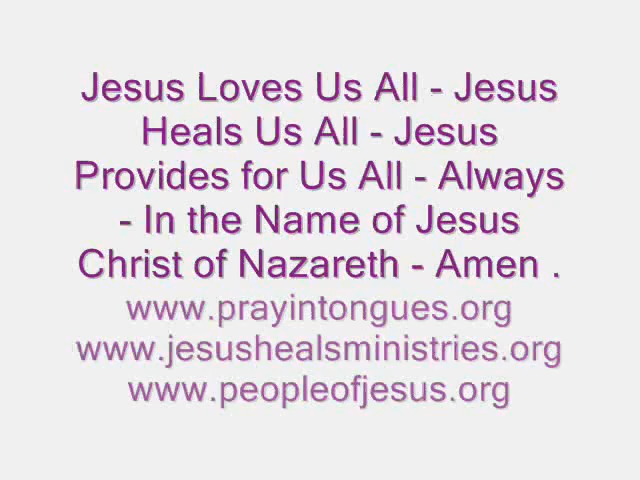 Jesus Loves Us All - Jesus
Heals Us All - Jesus
Provides for Us All - Always
- In the Name of Jesus
Christ of Nazareth - Amen .
www.prayintongues.org
www.jesushealsministries.org
www.peopleofjesus.org